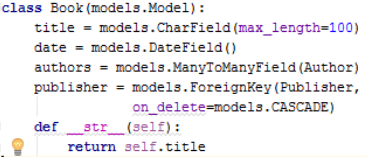 class Book(models.Model):
    title = models.CharField(max_length=100)
    date = models.DateField()
    authors = models.ManyToManyField(Author)
    publisher = models.ForeignKey(Publisher,
                on_delete=models.CASCADE)
    def __str__(self):
        return self.title